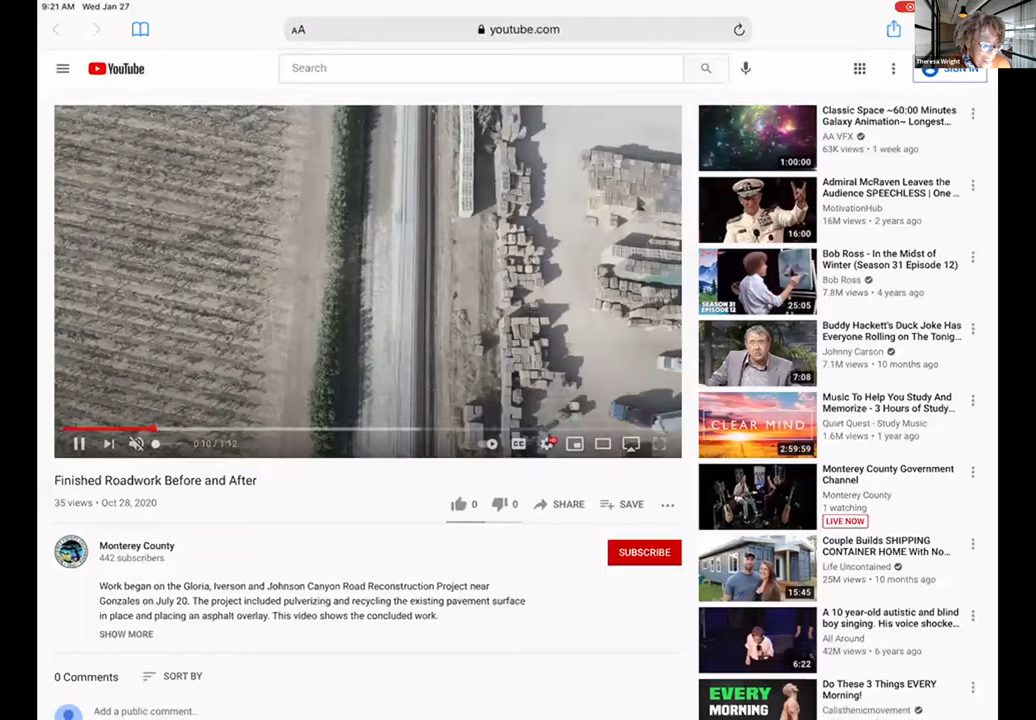 9:21 AM Wed Jan 27
AA
youtube.com
Theresa Wright
YouTube
Search
SIGN IN
0:10 / 1:12
CC
HD
Finished Roadwork Before and After
35 views • Oct 28, 2020
0
0
SHARE
SAVE
Monterey County
442 subscribers
SUBSCRIBE
Work began on the Gloria, Iverson and Johnson Canyon Road Reconstruction Project near
Gonzales on July 20. The project included pulverizing and recycling the existing pavement surface
in place and placing an asphalt overlay. This video shows the concluded work.
SHOW MORE
0 Comments
SORT BY
Add a public comment...
1:00:00
Classic Space ~60:00 Minutes
Galaxy Animation~ Longest...
AA VFX
63K views • 1 week ago
16:00
Admiral McRaven Leaves the
Audience SPEECHLESS | One ...
MotivationHub
16M views • 2 years ago
SEASON 31
EPISODE 12
25:05
Bob Ross - In the Midst of
Winter (Season 31 Episode 12)
Bob Ross
7.8M views • 4 years ago
7:08
Buddy Hackett's Duck Joke Has
Everyone Rolling on The Tonig...
Johnny Carson
7.1M views • 10 months ago
CLEAR MIND
2:59:59
Music To Help You Study And
Memorize - 3 Hours of Study...
Quiet Quest - Study Music
1.6M views • 1 year ago
Monterey County Government
Channel
Monterey County
1 watching
LIVE NOW
15:45
Couple Builds SHIPPING
CONTAINER HOME With No...
Life Uncontained
25M views • 10 months ago
6:22
A 10 year-old autistic and blind
boy singing. His voice shocke...
All Around
42M views • 6 years ago
EVERY
MORNING
Do These 3 Things EVERY
Morning!
Calisthenicmovement